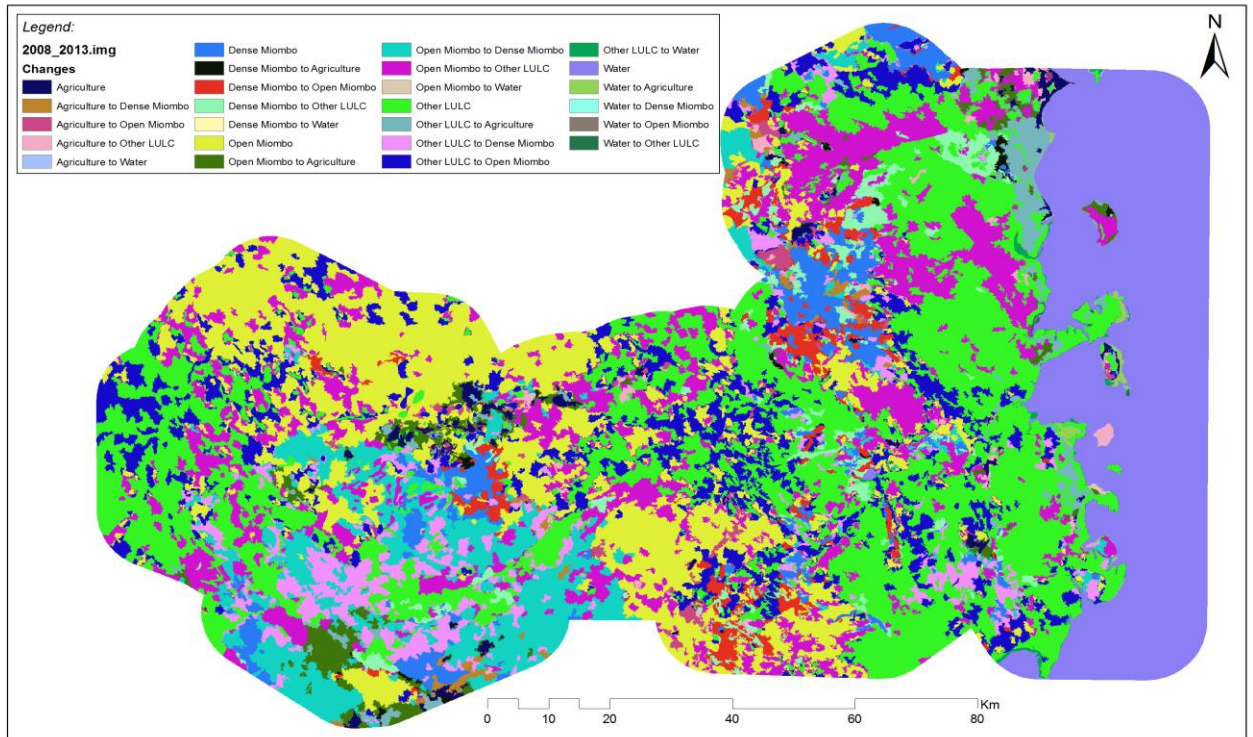 Legend:
2008_2013.img
Changes
Agriculture
Agriculture to Dense Miombo
Agriculture to Open Miombo
Agriculture to Other LULC
Agriculture to Water
Dense Miombo
Dense Miombo to Agriculture
Dense Miombo to Open Miombo
Dense Miombo to Other LULC
Dense Miombo to Water
Open Miombo
Open Miombo to Agriculture
Open Miombo to Dense Miombo
Open Miombo to Other LULC
Open Miombo to Water
Other LULC
Other LULC to Agriculture
Other LULC to Dense Miombo
Other LULC to Open Miombo
Other LULC to Water
Water
Water to Agriculture
Water to Dense Miombo
Water to Open Miombo
Water to Other LULC
N
Km
0 10 20 40 60 80